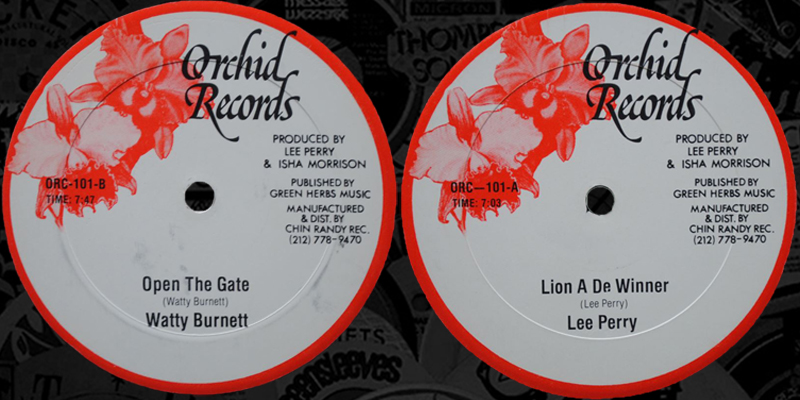 Orchid
Records
PRODUCED BY
LEE PERRY
& ISHA MORRISON
ORC-101-B
TIME: 7:47
PUBLISHED BY
GREEN HERBS MUSIC
MANUFACTURED
& DIST. BY
CHIN RANDY REC.
(212) 778-9470
Open The Gate
(Watty Burnett)
Watty Burnett
Orchid
Records
PRODUCED BY
LEE PERRY
& ISHA MORRISON
ORC—101-A
TIME: 7:03
PUBLISHED BY
GREEN HERBS MUSIC
MANUFACTURED
& DIST. BY
CHIN RANDY REC.
(212) 778-9470
Lion A De Winner
(Lee Perry)
Lee Perry
THOMPSON